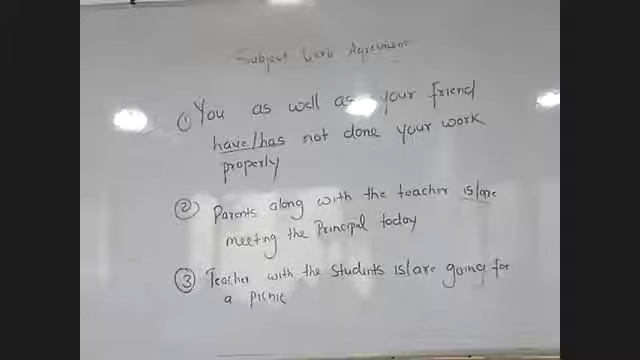 Subject Verb Agreement
① You as well as your friend
have/has not done your work
properly
② Parents along with the teacher is/are
meeting the Principal today
③ Teacher with the students is/are going for
a picnic